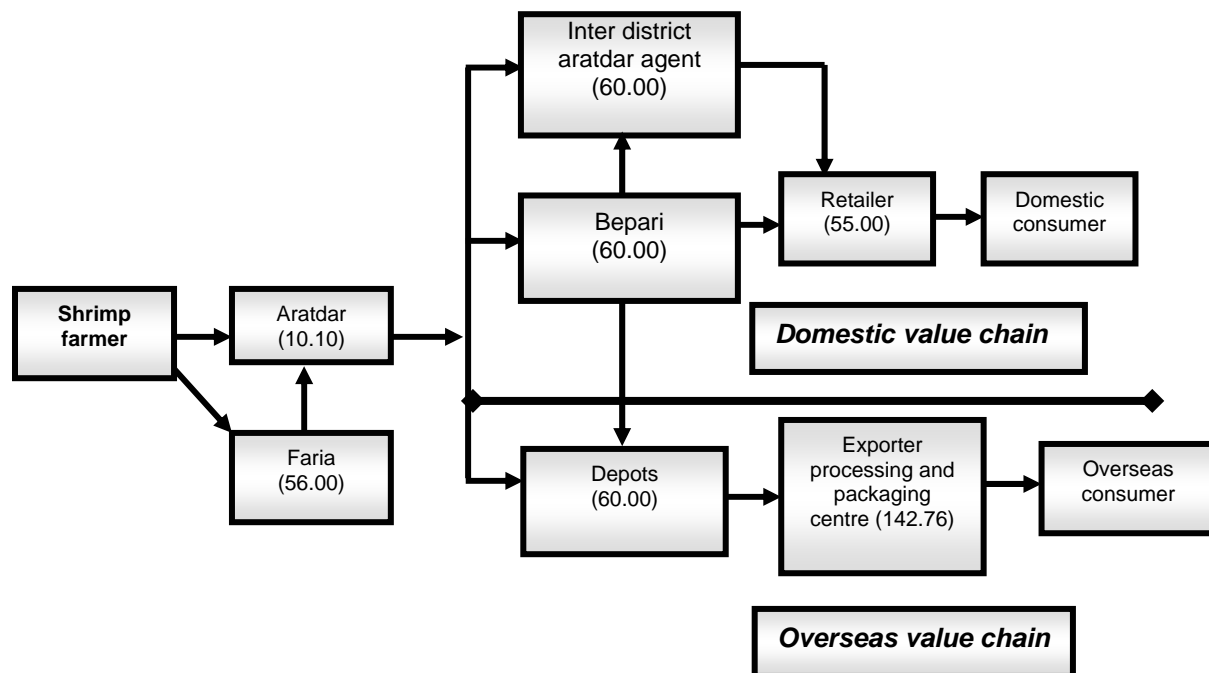 Inter district
aratdar agent
(60.00)
Bepari
(60.00)
Retailer
(55.00)
Domestic
consumer
Shrimp
farmer
Aratdar
(10.10)
Domestic value chain
Faria
(56.00)
Depots
(60.00)
Exporter
processing and
packaging
centre (142.76)
Overseas
consumer
Overseas value chain